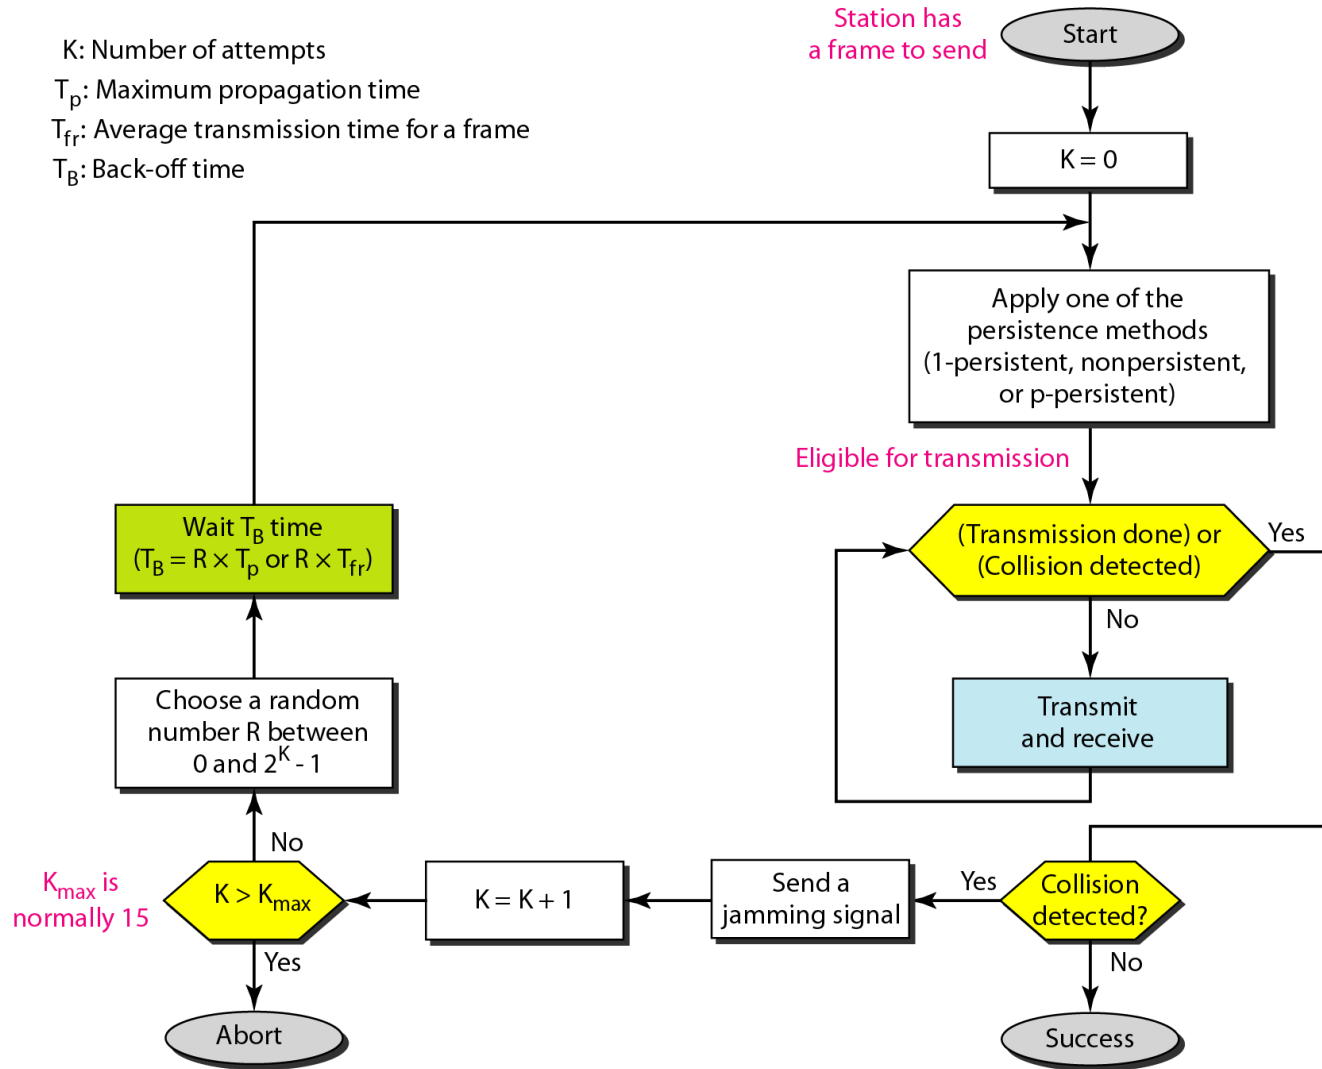 K: Number of attempts
Tp: Maximum propagation time
Tfr: Average transmission time for a frame
TB: Back-off time
Station has
a frame to send
Start
K = 0
Apply one of the
persistence methods
(1-persistent, nonpersistent,
or p-persistent)
Eligible for transmission
(Transmission done) or
(Collision detected)
Yes
No
Transmit
and receive
Collision
detected?
Yes
No
Success
Send a
jamming signal
K = K + 1
K > Kmax
Kmax is
normally 15
Yes
Abort
No
Choose a random
number R between
0 and 2^K - 1
Wait TB time
(TB = R × Tp or R × Tfr)